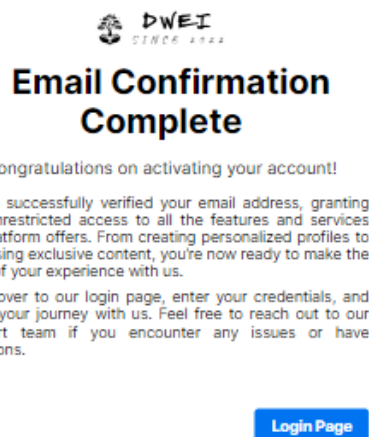 DWEI
SINCE
Email Confirmation
Complete
ongratulations on activating your account!
successfully verified your email address, granting
nrestricted access to all the features and services
atform offers. From creating personalized profiles to
sing exclusive content, you're now ready to make the
f your experience with us.
over to our login page, enter your credentials, and
your journey with us. Feel free to reach out to our
rt team if you encounter any issues or have
ons.
Login Page